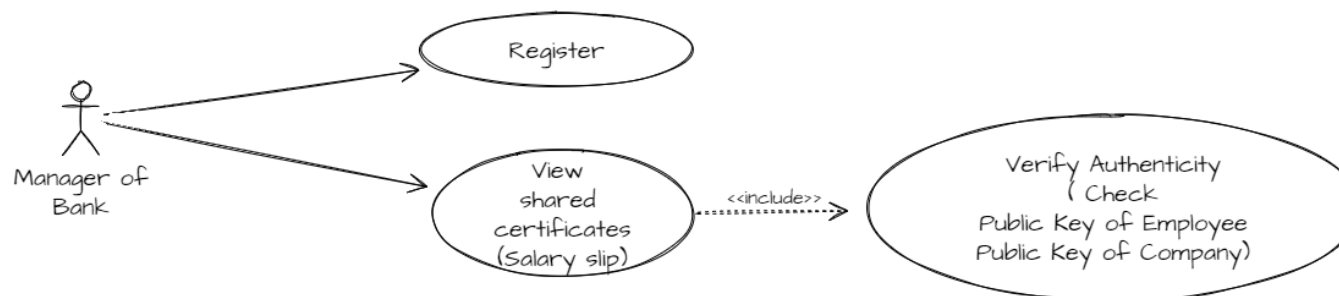 Register
Manager of
Bank
View
shared
certificates
(Salary slip)
<<include>>
Verify Authenticity
( Check
Public Key of Employee
Public Key of Company)